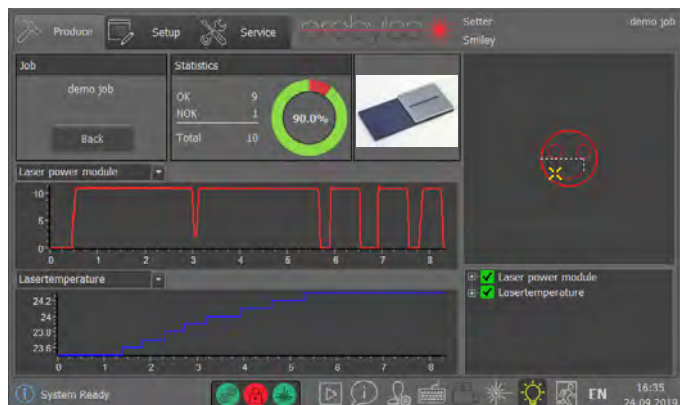 Produce
Setup
Service
Setter
demo job
Smiley
Job
demo job
Back
Statistics
OK 9
NOK 1
Total 10
90.0%
Laser power module
10
5
0
0 1 2 3 4 5 6 7 8
Lasertemperature
24.2
24
23.8
23.6
0 1 2 3 4 5 6 7 8
Laser power module
Lasertemperature
System Ready
EN
16:35
24.09.2019